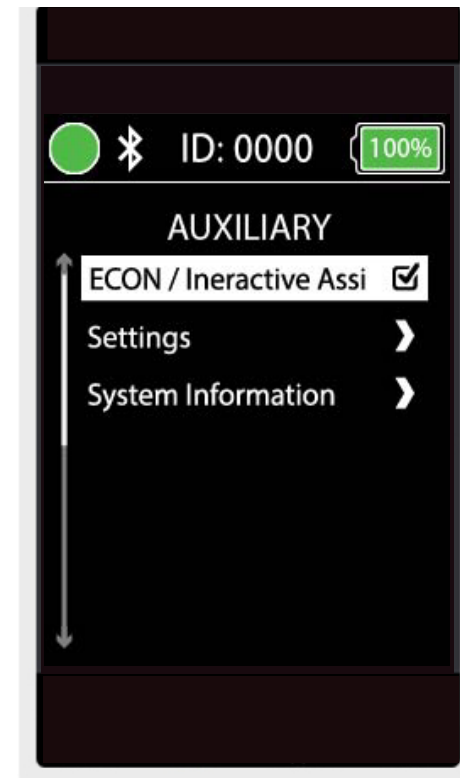 ID: 0000 100%
AUXILIARY
ECON / Ineractive Assi
Settings
System Information